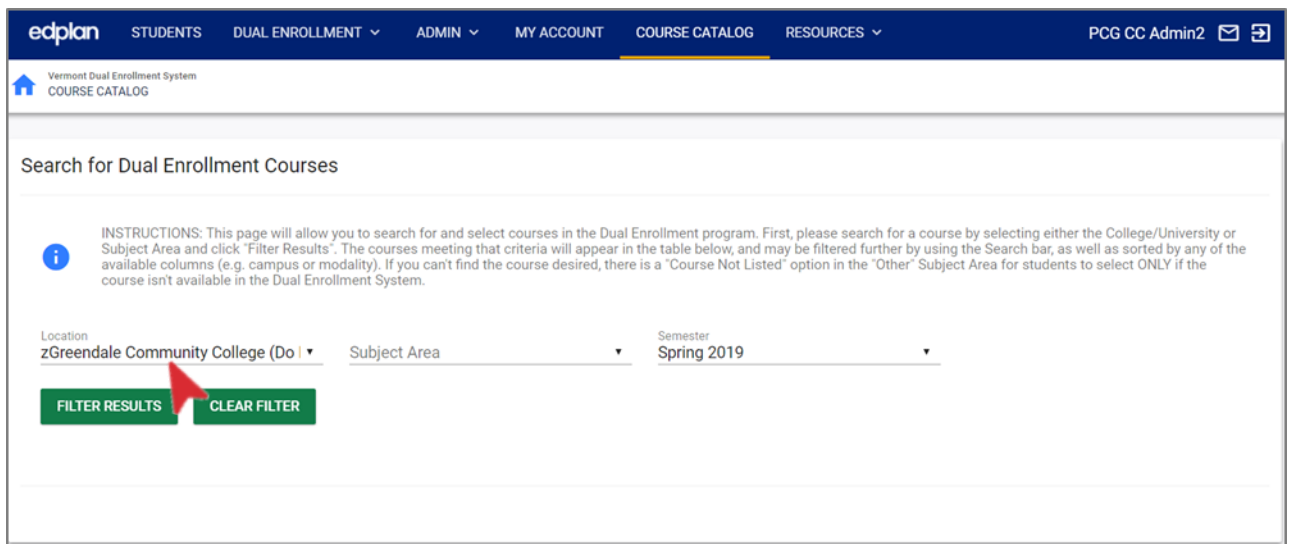 edplan STUDENTS DUAL ENROLLMENT ADMIN MY ACCOUNT COURSE CATALOG RESOURCES PCG CC Admin2
Vermont Dual Enrollment System
COURSE CATALOG
Search for Dual Enrollment Courses
INSTRUCTIONS: This page will allow you to search for and select courses in the Dual Enrollment program. First, please search for a course by selecting either the College/University or
Subject Area and click "Filter Results". The courses meeting that criteria will appear in the table below, and may be filtered further by using the Search bar, as well as sorted by any of the
available columns (e.g. campus or modality). If you can't find the course desired, there is a "Course Not Listed" option in the "Other" Subject Area for students to select ONLY if the
course isn't available in the Dual Enrollment System.
Location
zGreendale Community College (Do
Subject Area
Semester
Spring 2019
FILTER RESULTS CLEAR FILTER